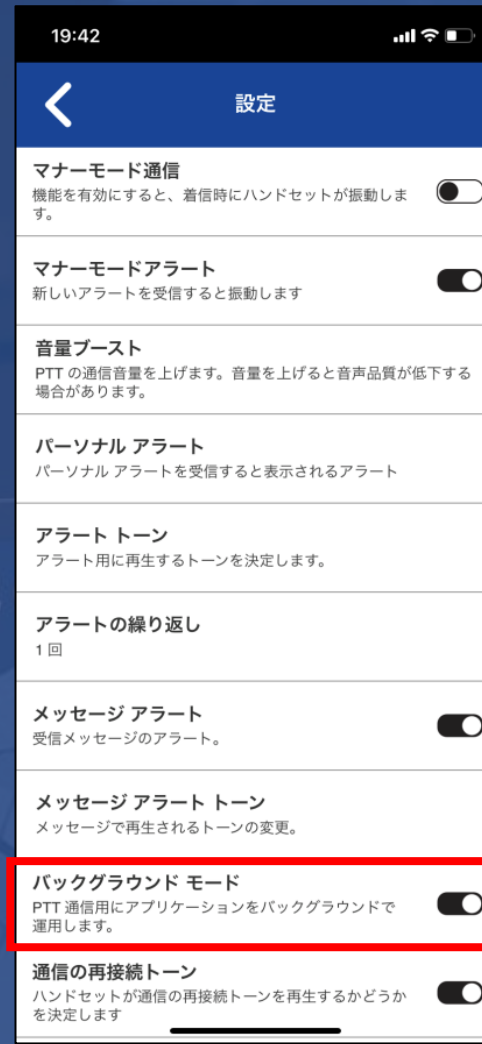 19:42
設定
マナーモード通信
機能を有効にすると、着信時にハンドセットが振動しま
す。
マナーモードアラート
新しいアラートを受信すると振動します
音量ブースト
PTT の通信音量を上げます。音量を上げると音声品質が低下する
場合があります。
パーソナル アラート
パーソナル アラートを受信すると表示されるアラート
アラート トーン
アラート用に再生するトーンを決定します。
アラートの繰り返し
1 回
メッセージ アラート
受信メッセージのアラート。
メッセージ アラート トーン
メッセージで再生されるトーンの変更。
バックグラウンド モード
PTT 通信用にアプリケーションをバックグラウンドで
運用します。
通信の再接続トーン
ハンドセットが通信の再接続トーンを再生するかどうか
を決定します